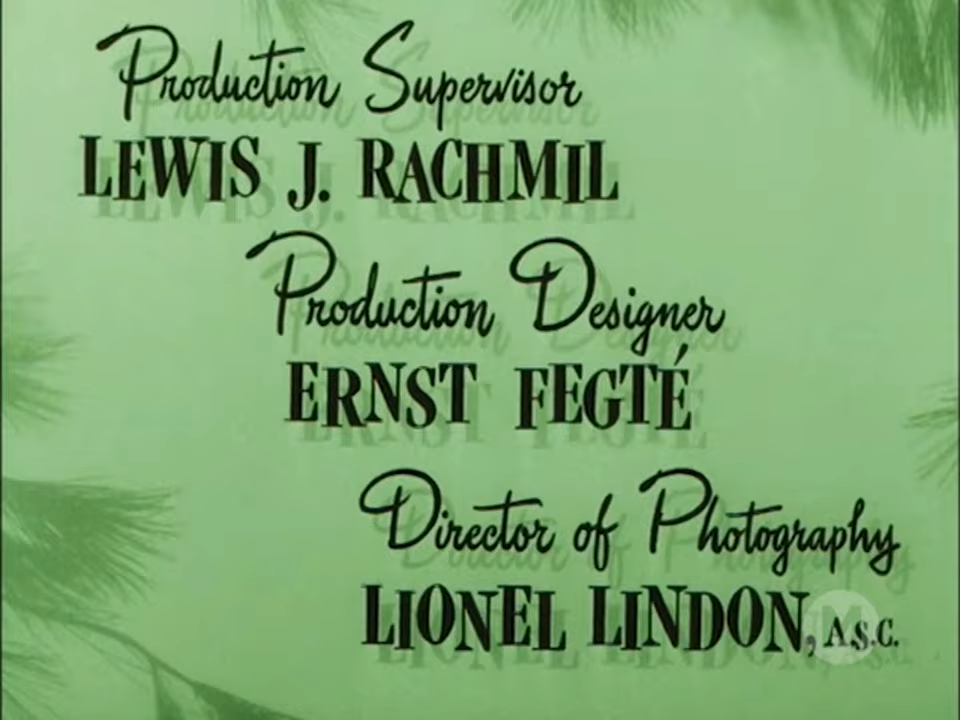 Production Supervisor
LEWIS J. RACHMIL
Production Designer
ERNST FEGTÉ
Director of Photography
LIONEL LINDON, A.S.C.
M